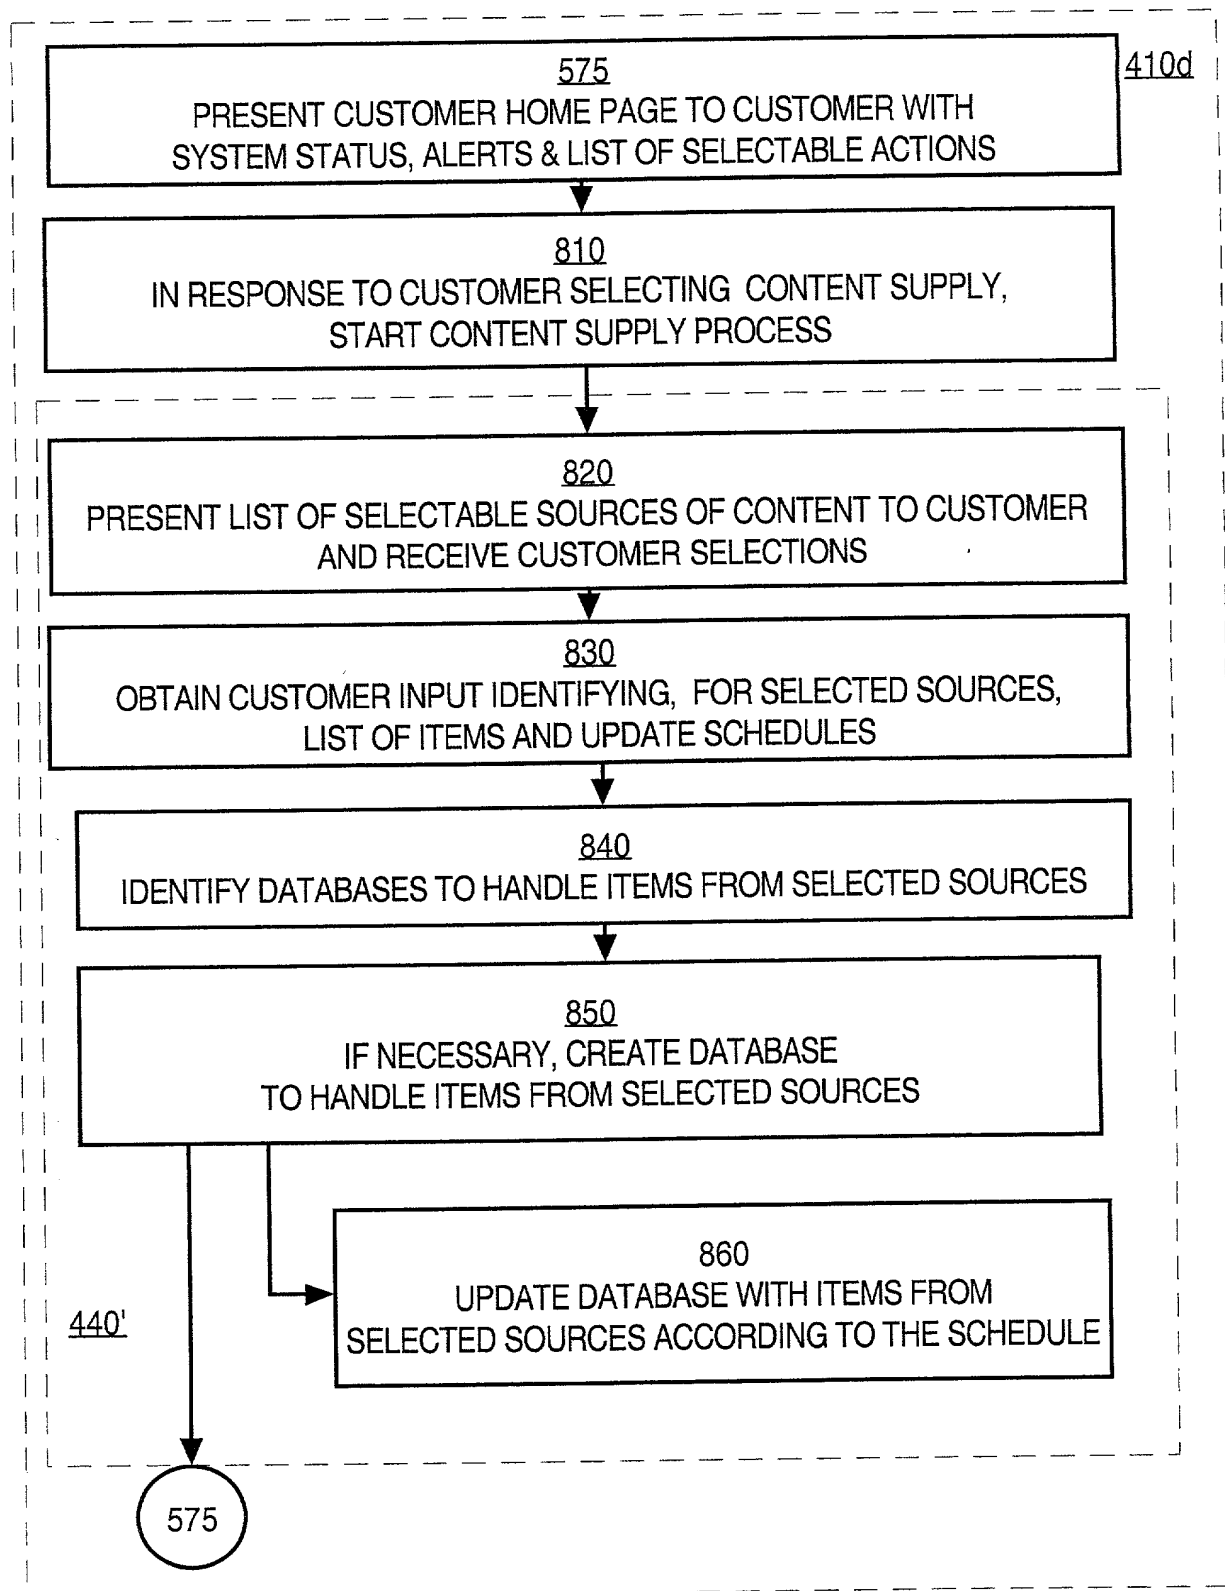 410d
575
PRESENT CUSTOMER HOME PAGE TO CUSTOMER WITH
SYSTEM STATUS, ALERTS & LIST OF SELECTABLE ACTIONS
810
IN RESPONSE TO CUSTOMER SELECTING CONTENT SUPPLY,
START CONTENT SUPPLY PROCESS
820
PRESENT LIST OF SELECTABLE SOURCES OF CONTENT TO CUSTOMER
AND RECEIVE CUSTOMER SELECTIONS
830
OBTAIN CUSTOMER INPUT IDENTIFYING, FOR SELECTED SOURCES,
LIST OF ITEMS AND UPDATE SCHEDULES
840
IDENTIFY DATABASES TO HANDLE ITEMS FROM SELECTED SOURCES
850
IF NECESSARY, CREATE DATABASE
TO HANDLE ITEMS FROM SELECTED SOURCES
860
UPDATE DATABASE WITH ITEMS FROM
SELECTED SOURCES ACCORDING TO THE SCHEDULE
440'
575